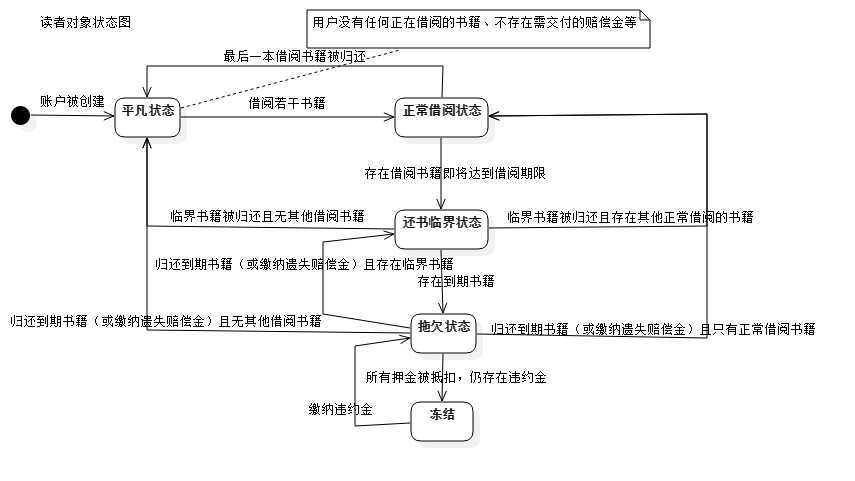 读者对象状态图
用户没有任何正在借阅的书籍、不存在需交付的赔偿金等
最后一本借阅书籍被归还
账户被创建
平凡状态
借阅若干书籍
正常借阅状态
存在借阅书籍即将达到借阅期限
临界书籍被归还且无其他借阅书籍
还书临界状态
临界书籍被归还且存在其他正常借阅的书籍
归还到期书籍（或缴纳遗失赔偿金）且存在临界书籍
存在到期书籍
归还到期书籍（或缴纳遗失赔偿金）且无其他借阅书籍
拖欠状态
归还到期书籍（或缴纳遗失赔偿金）且只有正常借阅书籍
所有押金被抵扣，仍存在违约金
缴纳违约金
冻结